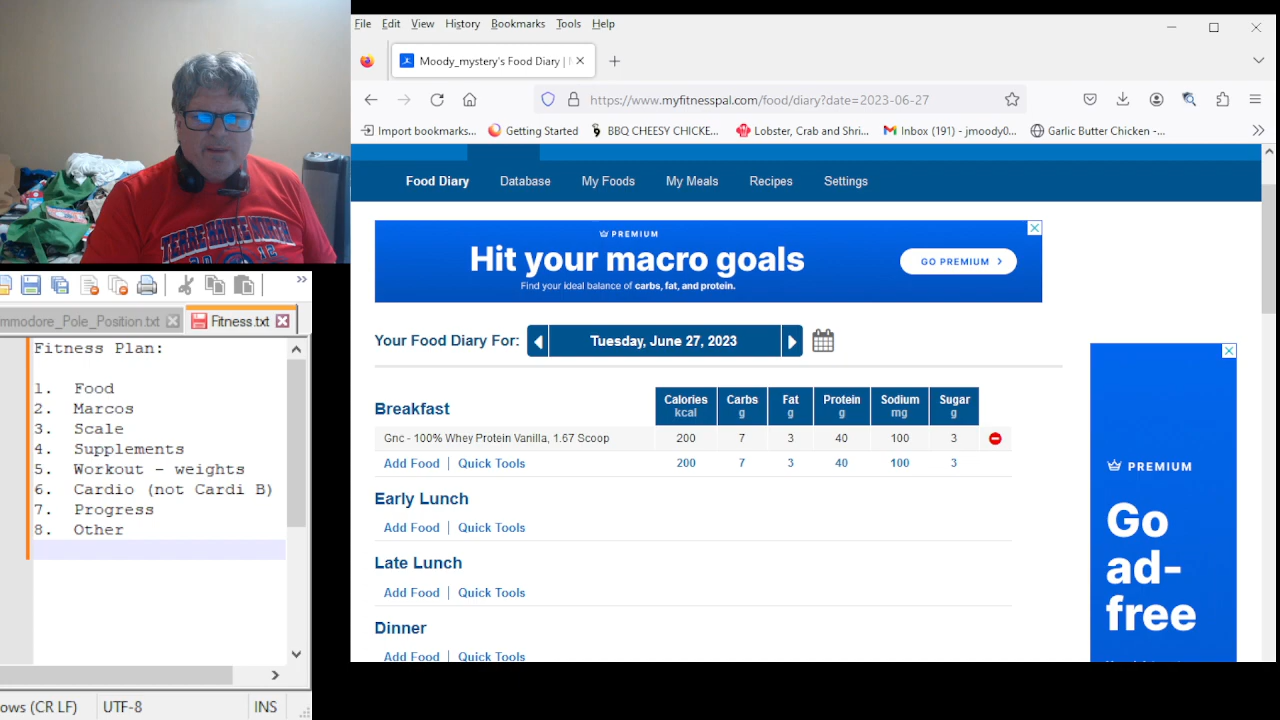 TERRE HAUTE NORTH
mmodore_Pole_Position.txt
Fitness.txt
Fitness Plan:
1. Food
2. Marcos
3. Scale
4. Supplements
5. Workout - weights
6. Cardio (not Cardi B)
7. Progress
8. Other
ows (CR LF) UTF-8 INS
File Edit View History Bookmarks Tools Help
Moody_mystery's Food Diary |
https://www.myfitnesspal.com/food/diary?date=2023-06-27
Import bookmarks... Getting Started BBQ CHEESY CHICKE... Lobster, Crab and Shri... Inbox (191) - jmoody0... Garlic Butter Chicken -...
Food Diary Database My Foods My Meals Recipes Settings
PREMIUM
Hit your macro goals
Find your ideal balance of carbs, fat, and protein.
GO PREMIUM >
Your Food Diary For: Tuesday, June 27, 2023
Breakfast Calories Carbs Fat Protein Sodium Sugar
kcal g g g mg g
Gnc - 100% Whey Protein Vanilla, 1.67 Scoop 200 7 3 40 100 3
Add Food | Quick Tools 200 7 3 40 100 3
Early Lunch
Add Food | Quick Tools
Late Lunch
Add Food | Quick Tools
Dinner
Add Food | Quick Tools
PREMIUM
Go
ad-
free